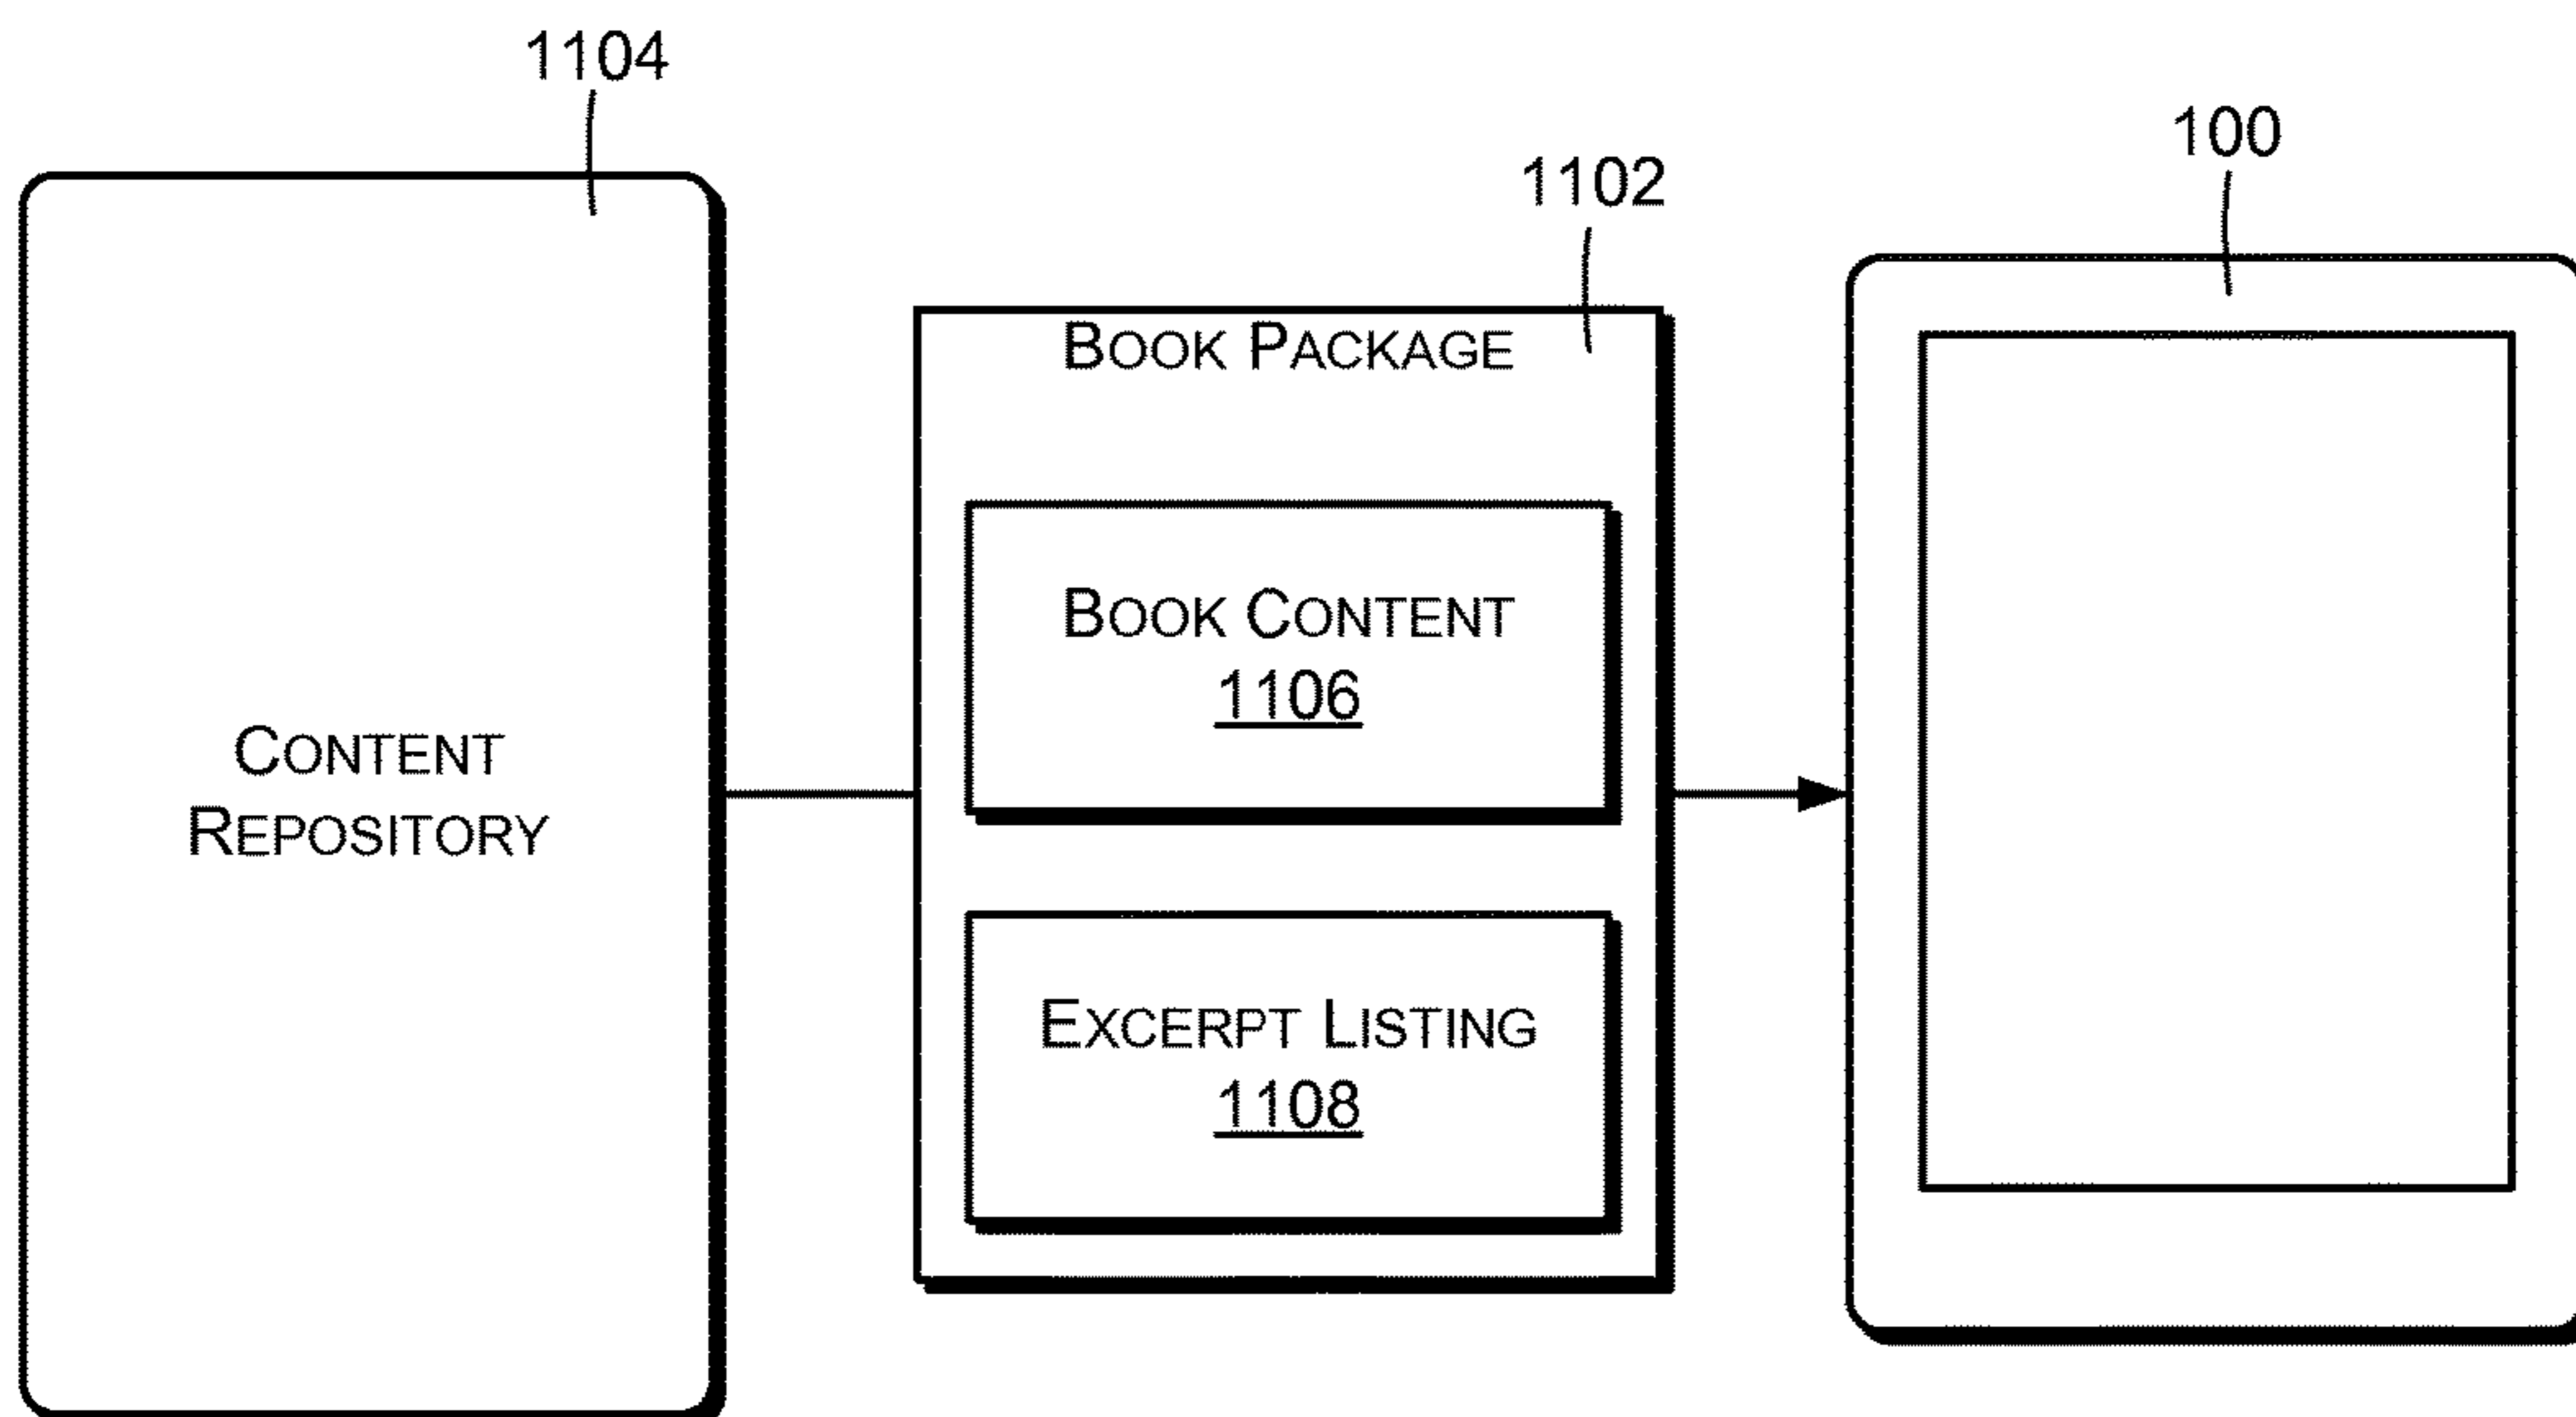 1104
100
1102
BOOK PACKAGE
BOOK CONTENT
1106
CONTENT
REPOSITORY
EXCERPT LISTING
1108